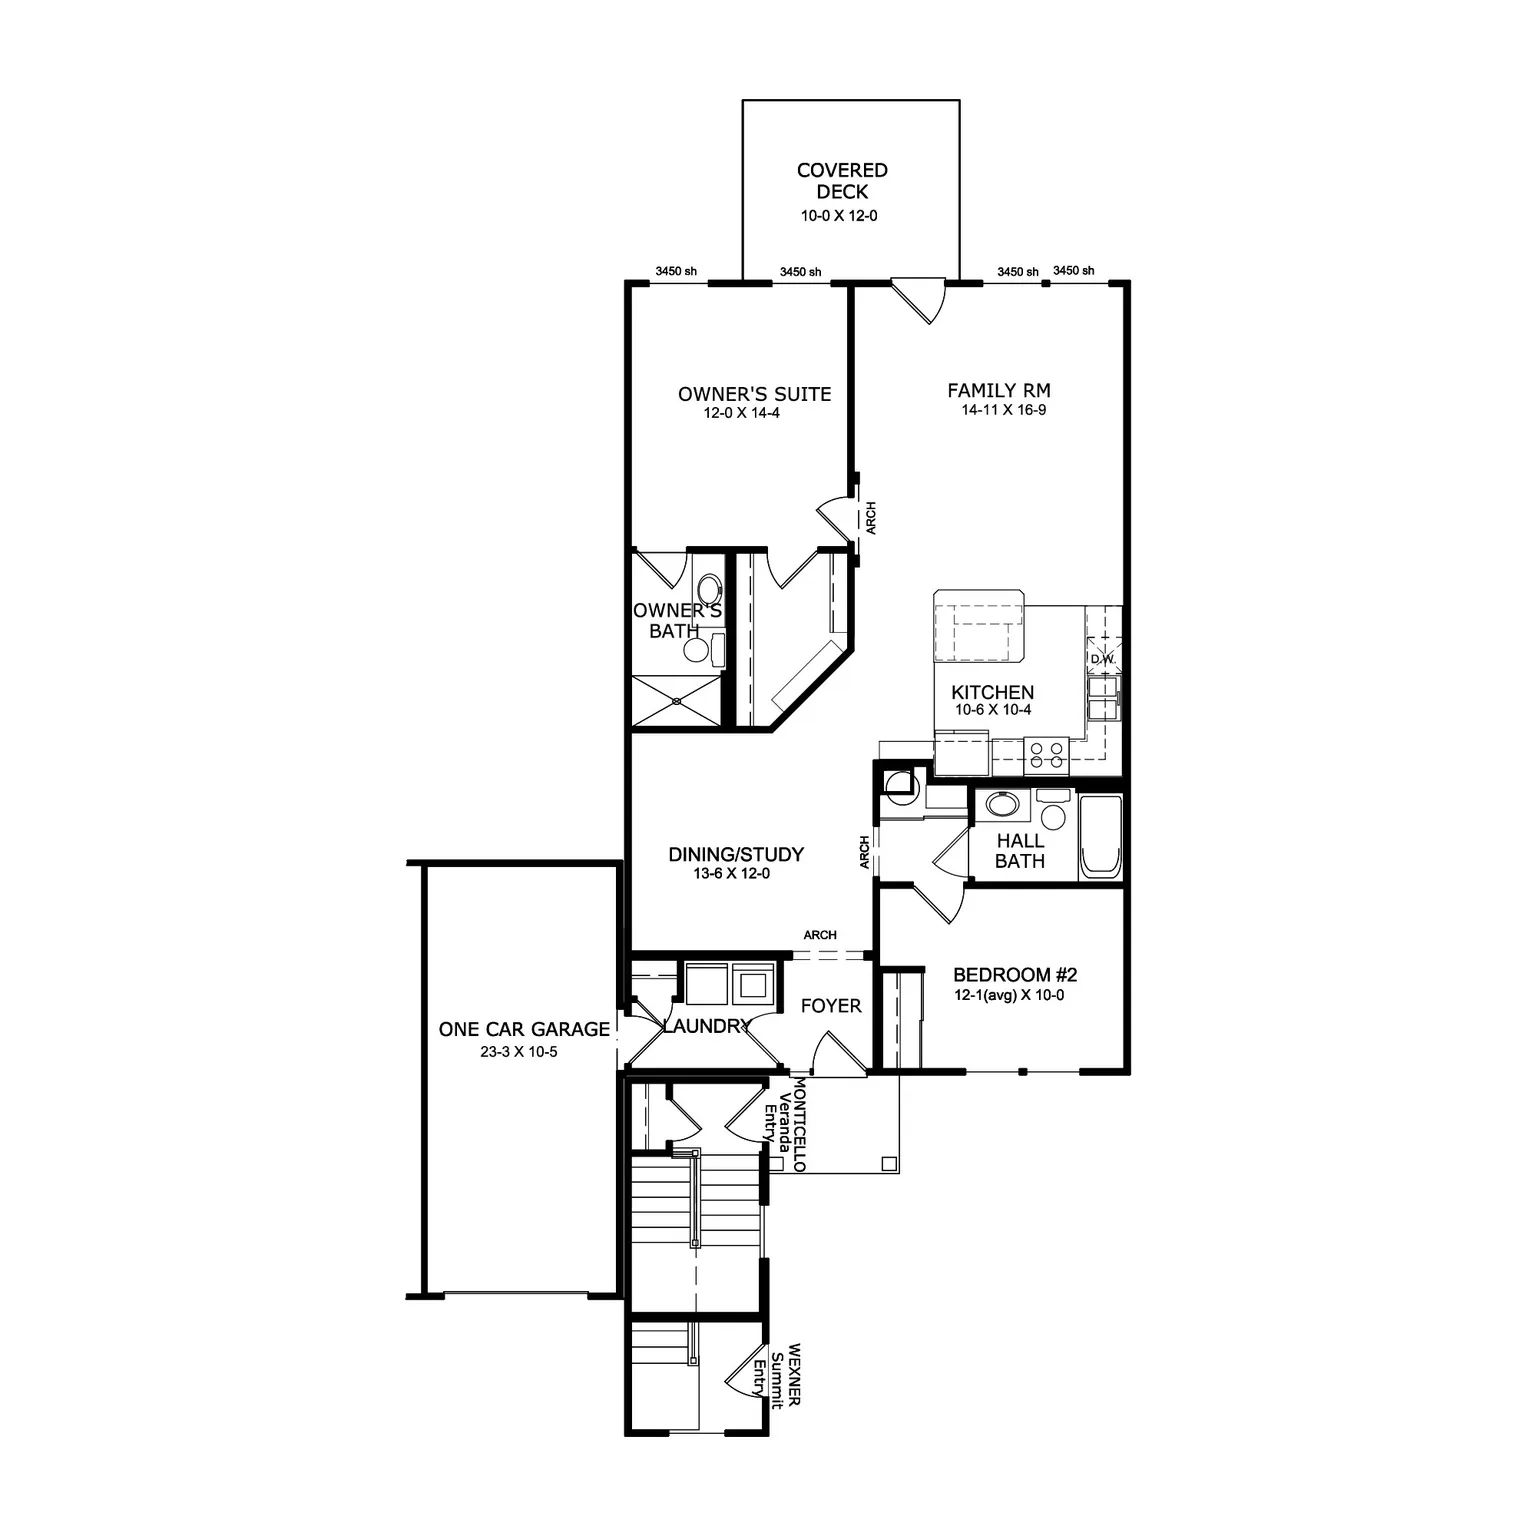 COVERED
DECK
10-0 X 12-0
3450 sh
3450 sh
3450 sh
3450 sh
OWNER'S SUITE
12-0 X 14-4
FAMILY RM
14-11 X 16-9
ARCH
OWNER'S
BATH
D.W.
KITCHEN
10-6 X 10-4
DINING/STUDY
13-6 X 12-0
ARCH
HALL
BATH
ARCH
BEDROOM #2
12-1(avg) X 10-0
FOYER
LAUNDRY
ONE CAR GARAGE
23-3 X 10-5
MONTICELLO
Veranda
Entry
WEXNER
Summit
Entry